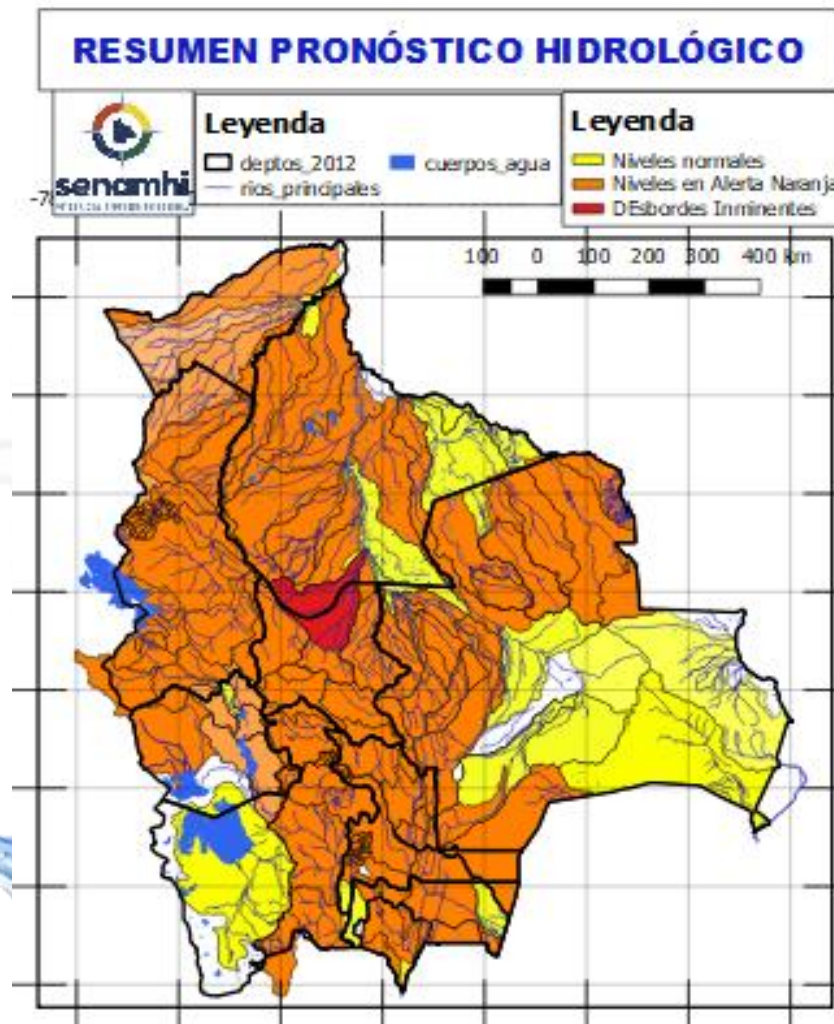 RESUMEN PRONÓSTICO HIDROLÓGICO
senamhi
Leyenda
deptos_2012
cuerpos_agua
rios_principales
Leyenda
Niveles normales
Niveles en Alerta Naranja
DEsbordes Inminentes
100 0 100 200 300 400 km